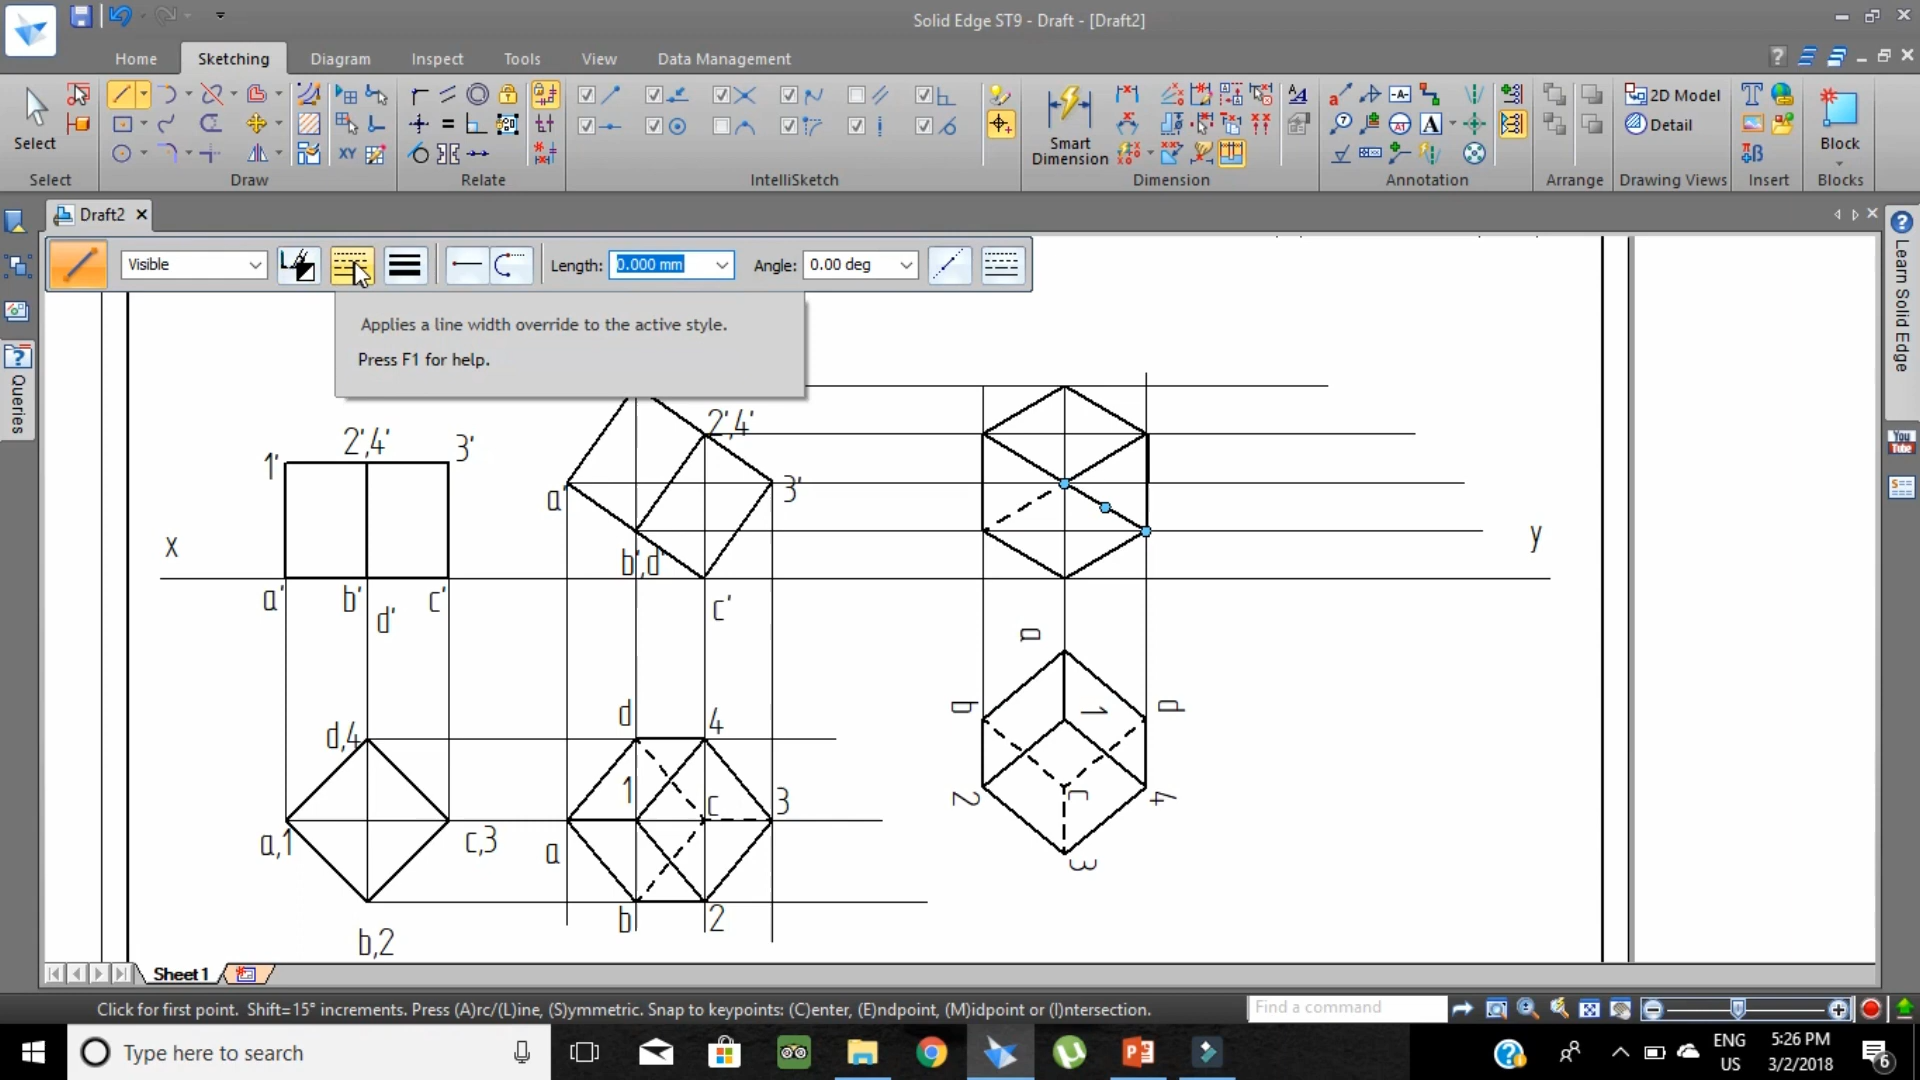 Solid Edge ST9 - Draft - [Draft2]
Home
Sketching
Diagram
Inspect
Tools
View
Data Management
Select
Smart
Dimension
2D Model
Detail
Block
Select
Draw
Relate
IntelliSketch
Dimension
Annotation
Arrange
Drawing Views
Insert
Blocks
Draft2
Visible
Length:
0.000 mm
Angle:
0.00 deg
Applies a line width override to the active style.
Press F1 for help.
Learn Solid Edge
Queries
1'
2',4'
3'
x
a'
b'
c'
d'
2',4'
a'
3'
b',d'
c'
y
d,4
a,1
c,3
b,2
d
4
1
c
3
a
b
2
a
b
1
d
2
c
4
3
Sheet1
Click for first point. Shift=15° increments. Press (A)rc/(L)ine, (S)ymmetric. Snap to keypoints: (C)enter, (E)ndpoint, (M)idpoint or (I)ntersection.
Find a command
Type here to search
ENG
US
5:26 PM
3/2/2018
6